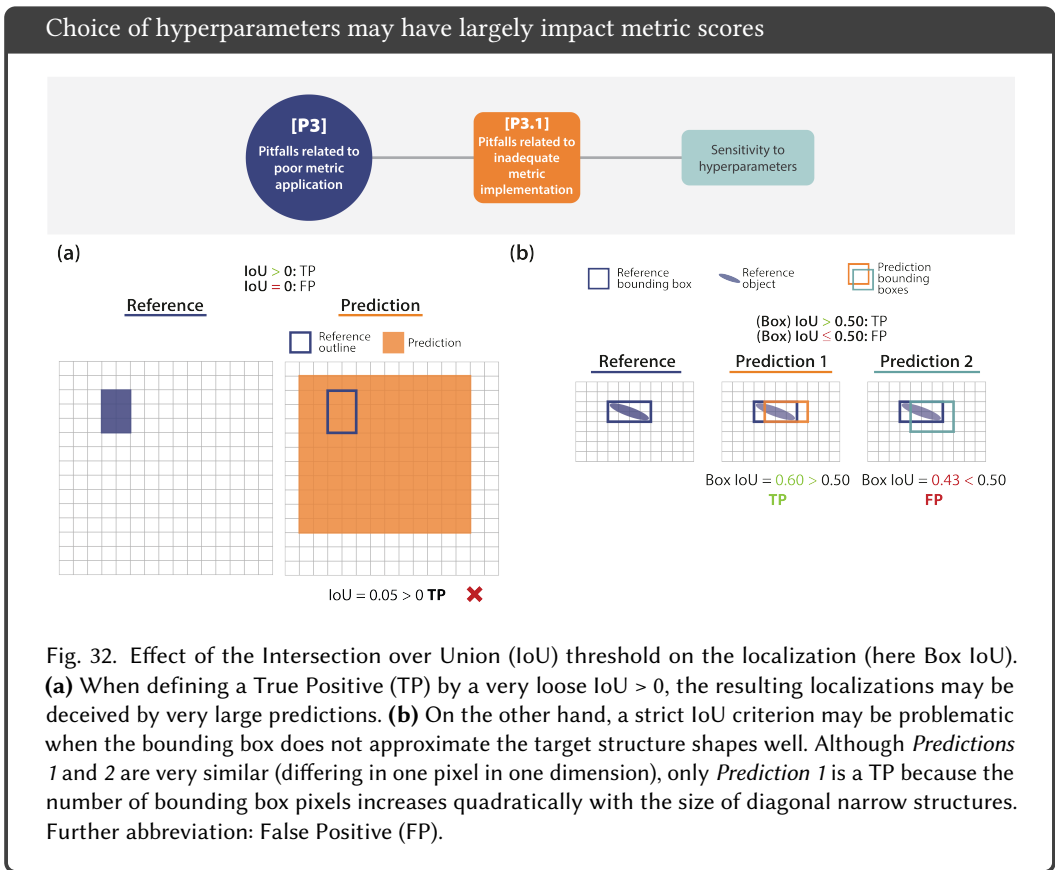 Choice of hyperparameters may have largely impact metric scores
[P3]
Pitfalls related to
poor metric
application
[P3.1]
Pitfalls related to
inadequate
metric
implementation
Sensitivity to
hyperparameters
(a)
IoU > 0: TP
IoU = 0: FP
Reference
Prediction
Reference
outline
Prediction
IoU = 0.05 > 0 TP
(b)
Reference
bounding box
Reference
object
Prediction
bounding
boxes
(Box) IoU > 0.50: TP
(Box) IoU ≤ 0.50: FP
Reference
Prediction 1
Prediction 2
Box IoU = 0.60 > 0.50
TP
Box IoU = 0.43 < 0.50
FP
Fig. 32. Effect of the Intersection over Union (IoU) threshold on the localization (here Box IoU).
(a) When defining a True Positive (TP) by a very loose IoU > 0, the resulting localizations may be
deceived by very large predictions. (b) On the other hand, a strict IoU criterion may be problematic
when the bounding box does not approximate the target structure shapes well. Although Predictions
1 and 2 are very similar (differing in one pixel in one dimension), only Prediction 1 is a TP because the
number of bounding box pixels increases quadratically with the size of diagonal narrow structures.
Further abbreviation: False Positive (FP).